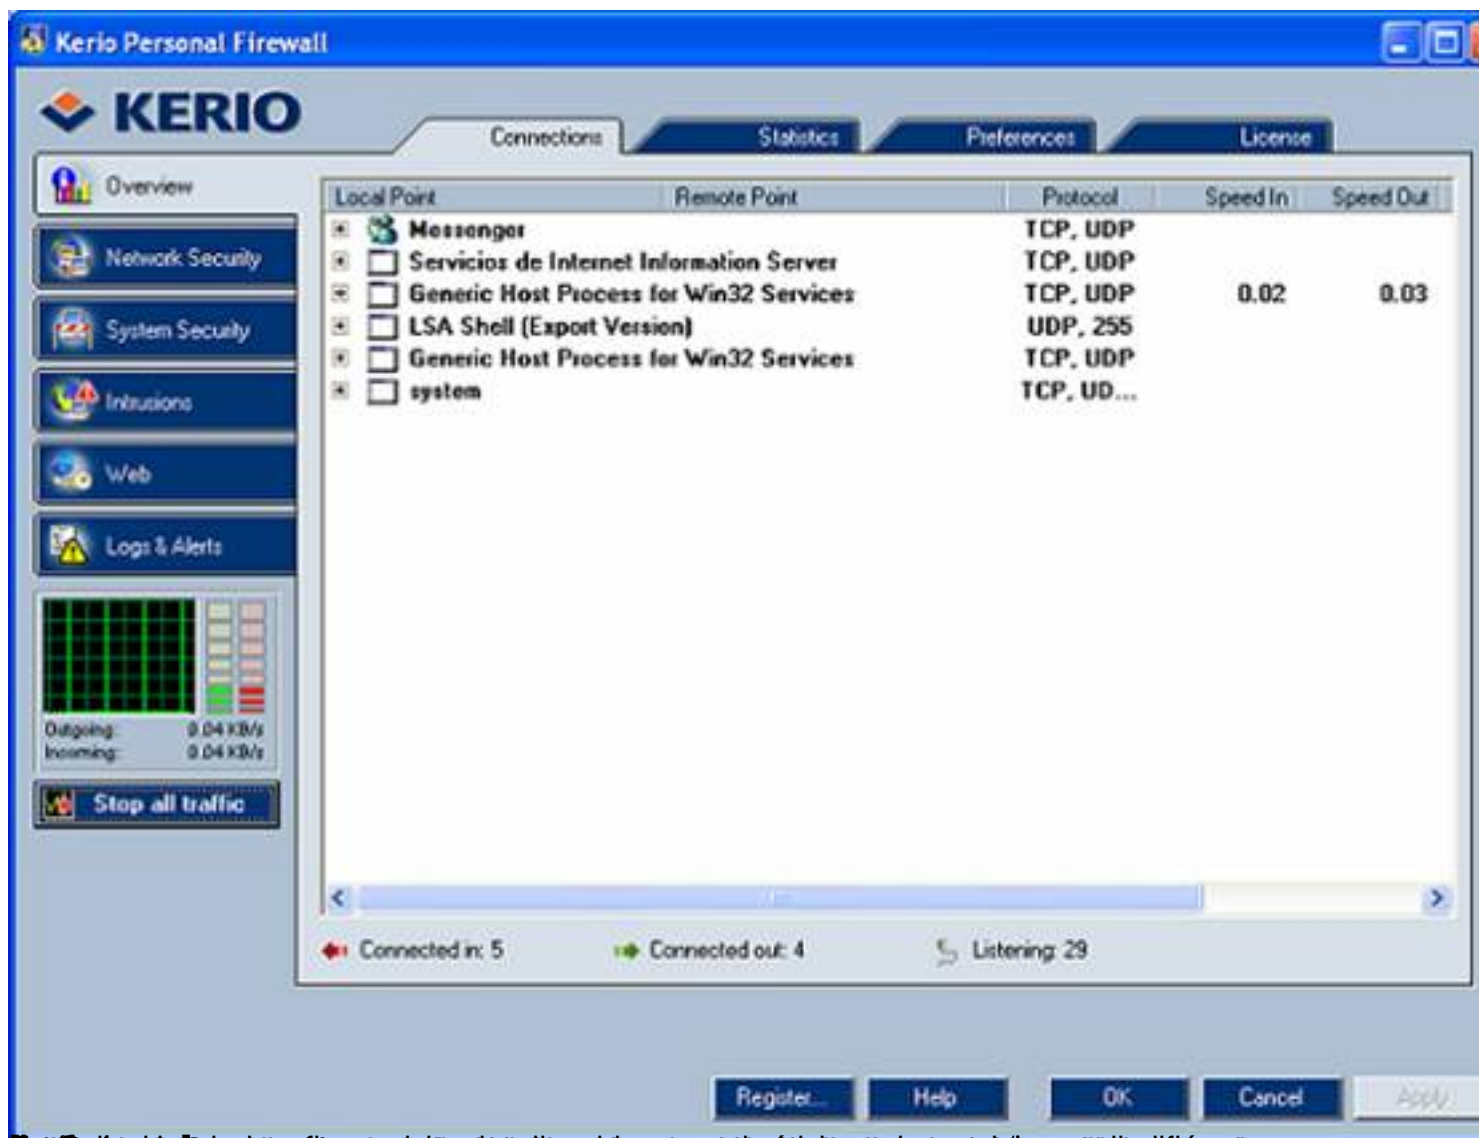 Kerio Personal Firewall
KERIO
Connections Statistics Preferences License
Overview
Network Security
System Security
Intrusions
Web
Logs & Alerts
Outgoing: 0.04 KB/s
Incoming: 0.04 KB/s
Stop all traffic
Local Point Remote Point Protocol Speed In Speed Out
Messenger TCP, UDP
Servicios de Internet Information Server TCP, UDP
Generic Host Process for Win32 Services TCP, UDP 0.02 0.03
LSA Shell (Export Version) UDP, 255
Generic Host Process for Win32 Services TCP, UDP
system TCP, UD...
Connected in: 5 Connected out: 4 Listening: 29
Register... Help OK Cancel Apply